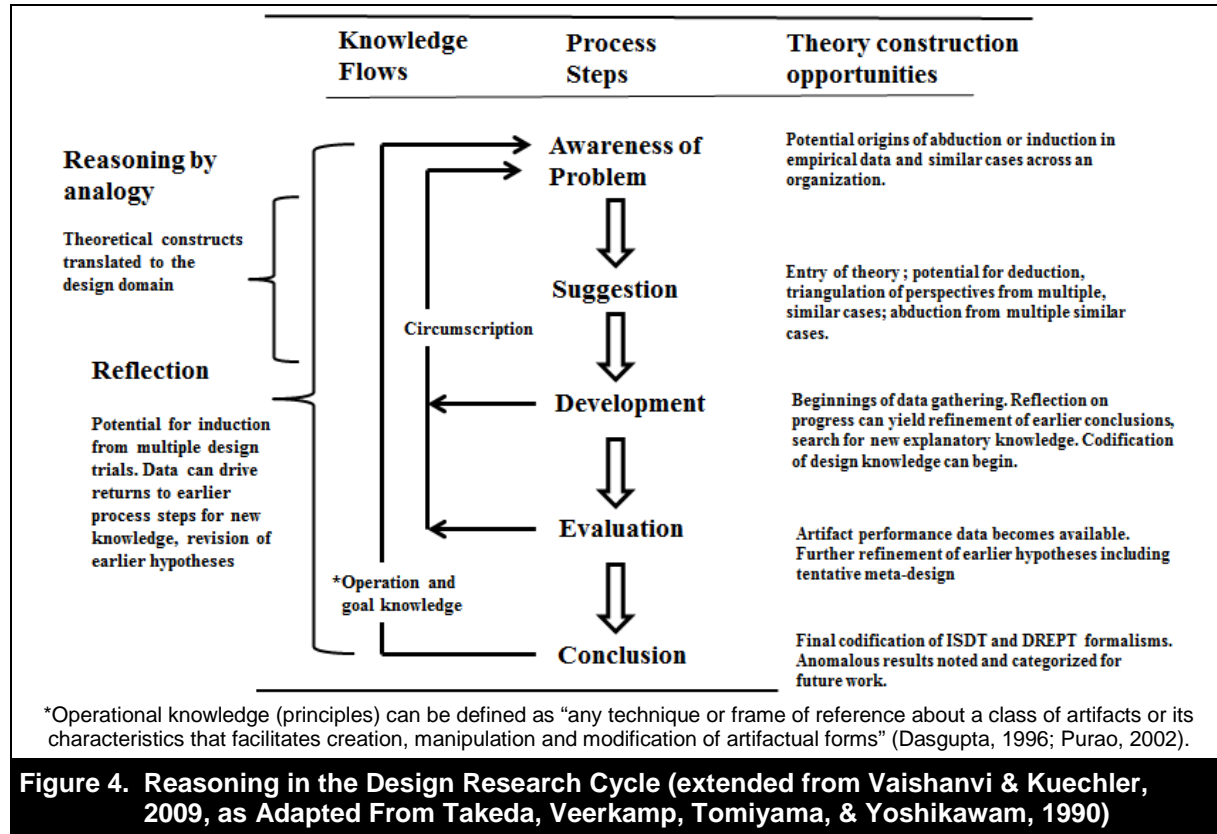 Knowledge
Flows
Process
Steps
Theory construction
opportunities
Reasoning by
analogy
Theoretical constructs
translated to the
design domain
Reflection
Potential for induction
from multiple design
trials. Data can drive
returns to earlier
process steps for new
knowledge, revision of
earlier hypotheses
Circumscription
*Operation and
goal knowledge
Awareness of
Problem
Potential origins of abduction or induction in
empirical data and similar cases across an
organization.
Suggestion
Entry of theory ; potential for deduction,
triangulation of perspectives from multiple,
similar cases; abduction from multiple similar
cases.
Development
Beginnings of data gathering. Reflection on
progress can yield refinement of earlier conclusions,
search for new explanatory knowledge. Codification
of design knowledge can begin.
Evaluation
Artifact performance data becomes available.
Further refinement of earlier hypotheses including
tentative meta-design
Conclusion
Final codification of ISDT and DREPT formalisms.
Anomalous results noted and categorized for
future work.
*Operational knowledge (principles) can be defined as “any technique or frame of reference about a class of artifacts or its
characteristics that facilitates creation, manipulation and modification of artifactual forms” (Dasgupta, 1996; Purao, 2002).
Figure 4. Reasoning in the Design Research Cycle (extended from Vaishanvi & Kuechler,
2009, as Adapted From Takeda, Veerkamp, Tomiyama, & Yoshikawam, 1990)